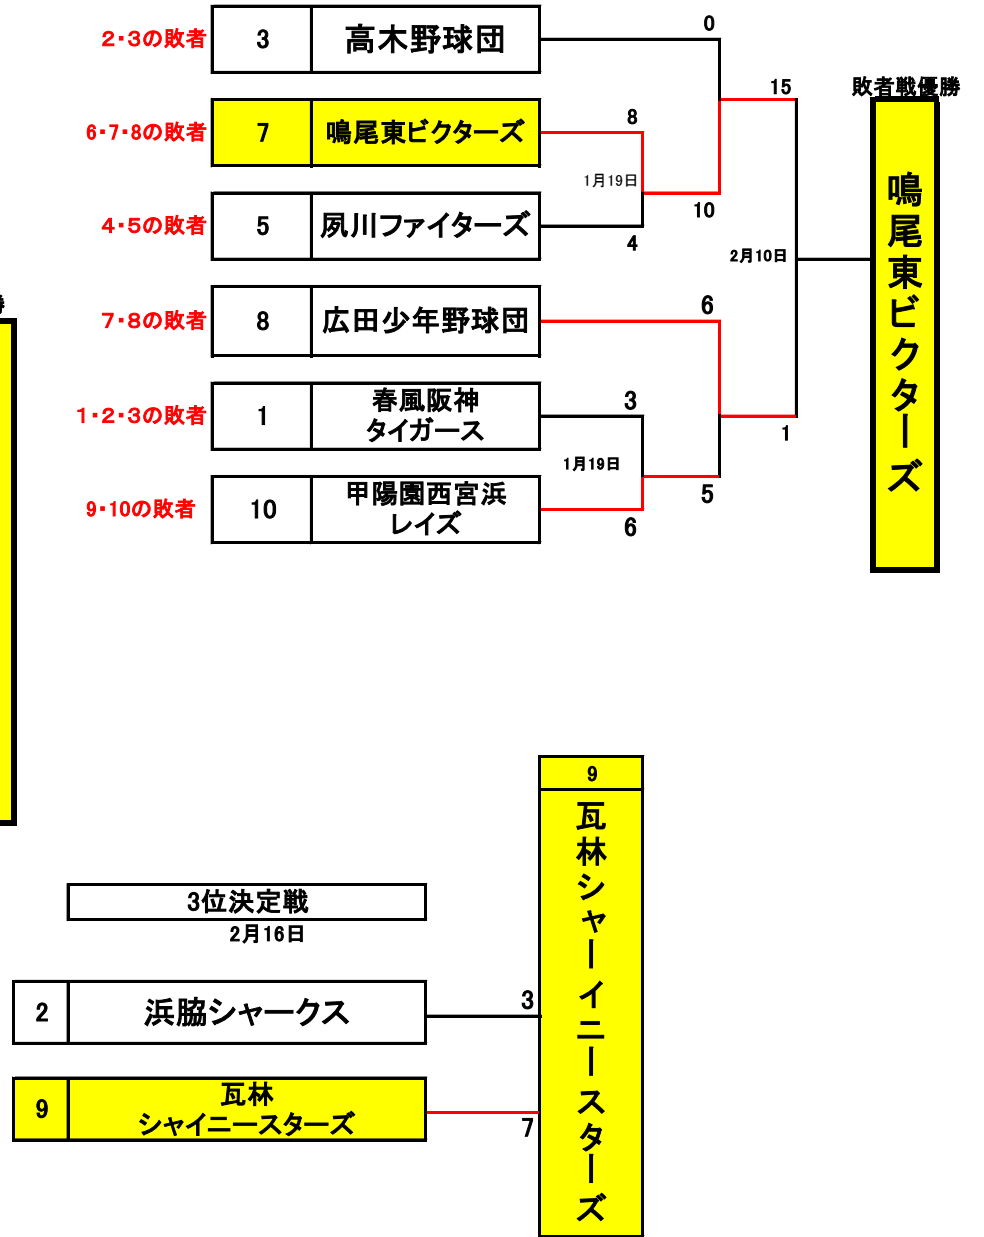 2・3の敗者
3
高木野球団
0
15
敗者戦優勝
6・7・8の敗者
7
鳴尾東ビクターズ
8
1月19日
10
4・5の敗者
5
夙川ファイターズ
4
2月10日
鳴尾東ビクターズ
勝
7・8の敗者
8
広田少年野球団
6
1・2・3の敗者
1
春風阪神
タイガース
3
1月19日
1
5
9・10の敗者
10
甲陽園西宮浜
レイズ
6
9
瓦林シャーイニースターズ
3位決定戦
2月16日
2
浜脇シャークス
3
9
瓦林
シャイニースターズ
7